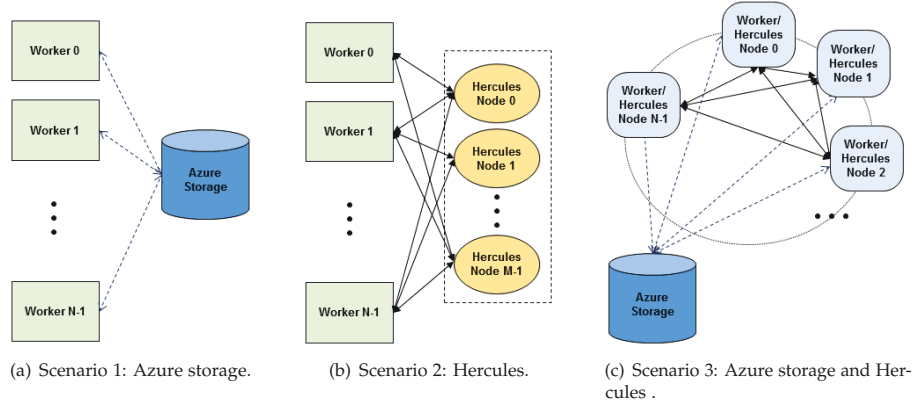 Worker 0
Worker 1
Worker N-1
Azure
Storage
(a) Scenario 1: Azure storage.
Worker 0
Worker 1
Worker N-1
Hercules
Node 0
Hercules
Node 1
Hercules
Node M-1
(b) Scenario 2: Hercules.
Worker/
Hercules
Node 0
Worker/
Hercules
Node 1
Worker/
Hercules
Node N-1
Worker/
Hercules
Node 2
Azure
Storage
(c) Scenario 3: Azure storage and Her-
cules .